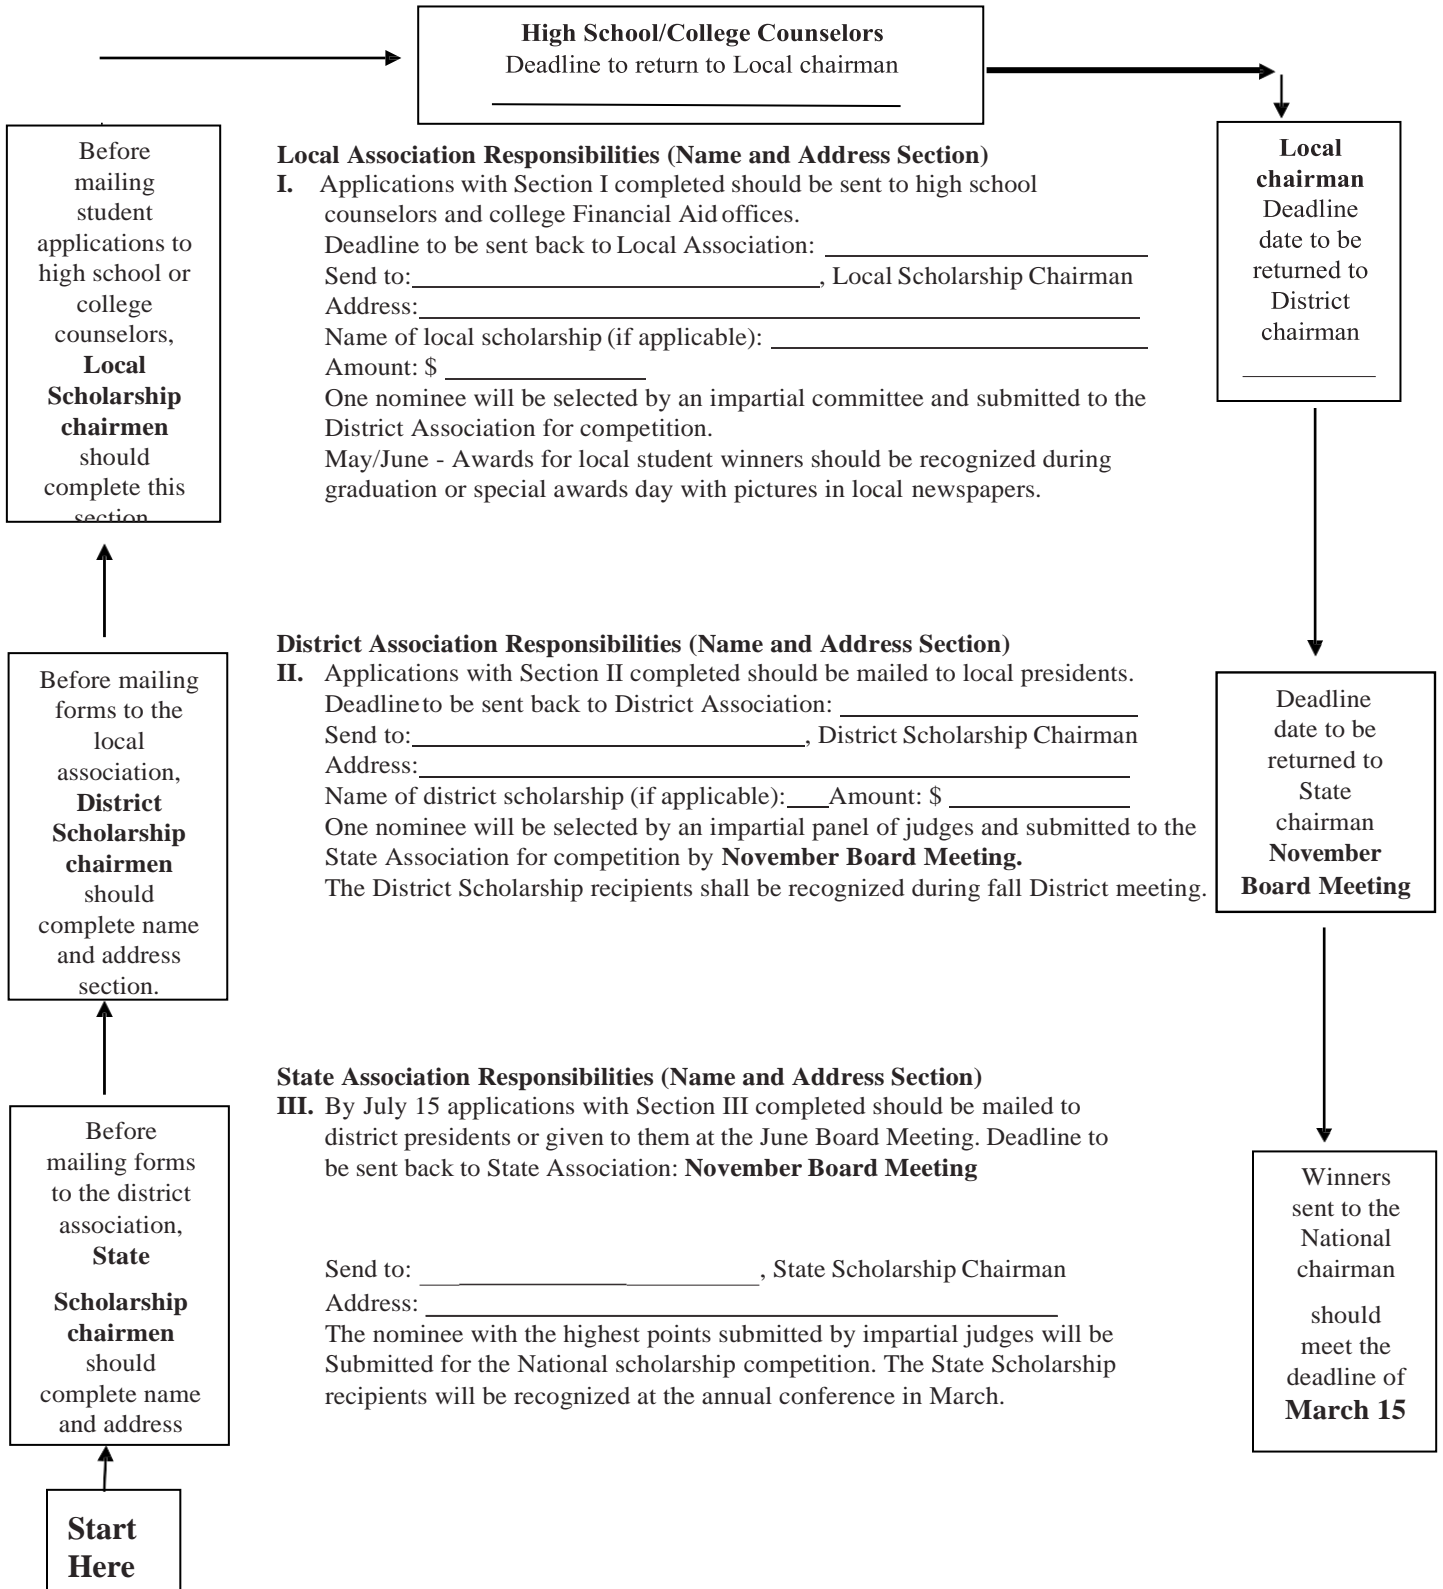 High School/College Counselors
Deadline to return to Local chairman
Before
mailing
student
applications to
high school or
college
counselors,
Local
Scholarship
chairmen
should
complete this
section
Local Association Responsibilities (Name and Address Section)
I. Applications with Section I completed should be sent to high school
counselors and college Financial Aid offices.
Deadline to be sent back to Local Association:
Send to: , Local Scholarship Chairman
Address:
Name of local scholarship (if applicable):
Amount: $
One nominee will be selected by an impartial committee and submitted to the
District Association for competition.
May/June - Awards for local student winners should be recognized during
graduation or special awards day with pictures in local newspapers.
Local
chairman
Deadline
date to be
returned to
District
chairman
Before mailing
forms to the
local
association,
District
Scholarship
chairmen
should
complete name
and address
section.
District Association Responsibilities (Name and Address Section)
II. Applications with Section II completed should be mailed to local presidents.
Deadline to be sent back to District Association:
Send to: , District Scholarship Chairman
Address:
Name of district scholarship (if applicable): Amount: $
One nominee will be selected by an impartial panel of judges and submitted to the
State Association for competition by November Board Meeting.
The District Scholarship recipients shall be recognized during fall District meeting.
Deadline
date to be
returned to
State
chairman
November
Board Meeting
Before
mailing forms
to the district
association,
State
Scholarship
chairmen
should
complete name
and address
State Association Responsibilities (Name and Address Section)
III. By July 15 applications with Section III completed should be mailed to
district presidents or given to them at the June Board Meeting. Deadline to
be sent back to State Association: November Board Meeting
Send to: , State Scholarship Chairman
Address:
The nominee with the highest points submitted by impartial judges will be
Submitted for the National scholarship competition. The State Scholarship
recipients will be recognized at the annual conference in March.
Winners
sent to the
National
chairman
should
meet the
deadline of
March 15
Start
Here